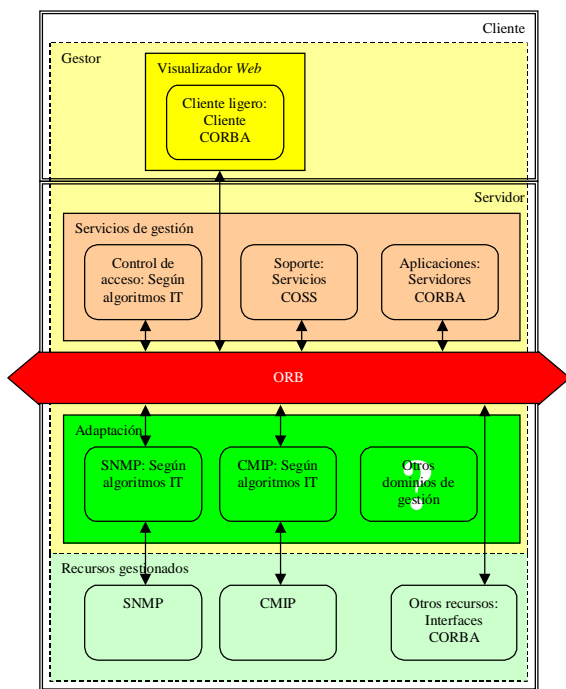 Cliente
Gestor
Visualizador Web
Cliente ligero:
Cliente
CORBA
Servidor
Servicios de gestión
Control de
acceso: Según
algoritmos IT
Soporte:
Servicios
COSS
Aplicaciones:
Servidores
CORBA
ORB
Adaptación
SNMP: Según
algoritmos IT
CMIP: Según
algoritmos IT
?
Otros
dominios de
gestión
Recursos gestionados
SNMP
CMIP
Otros recursos:
Interfaces
CORBA